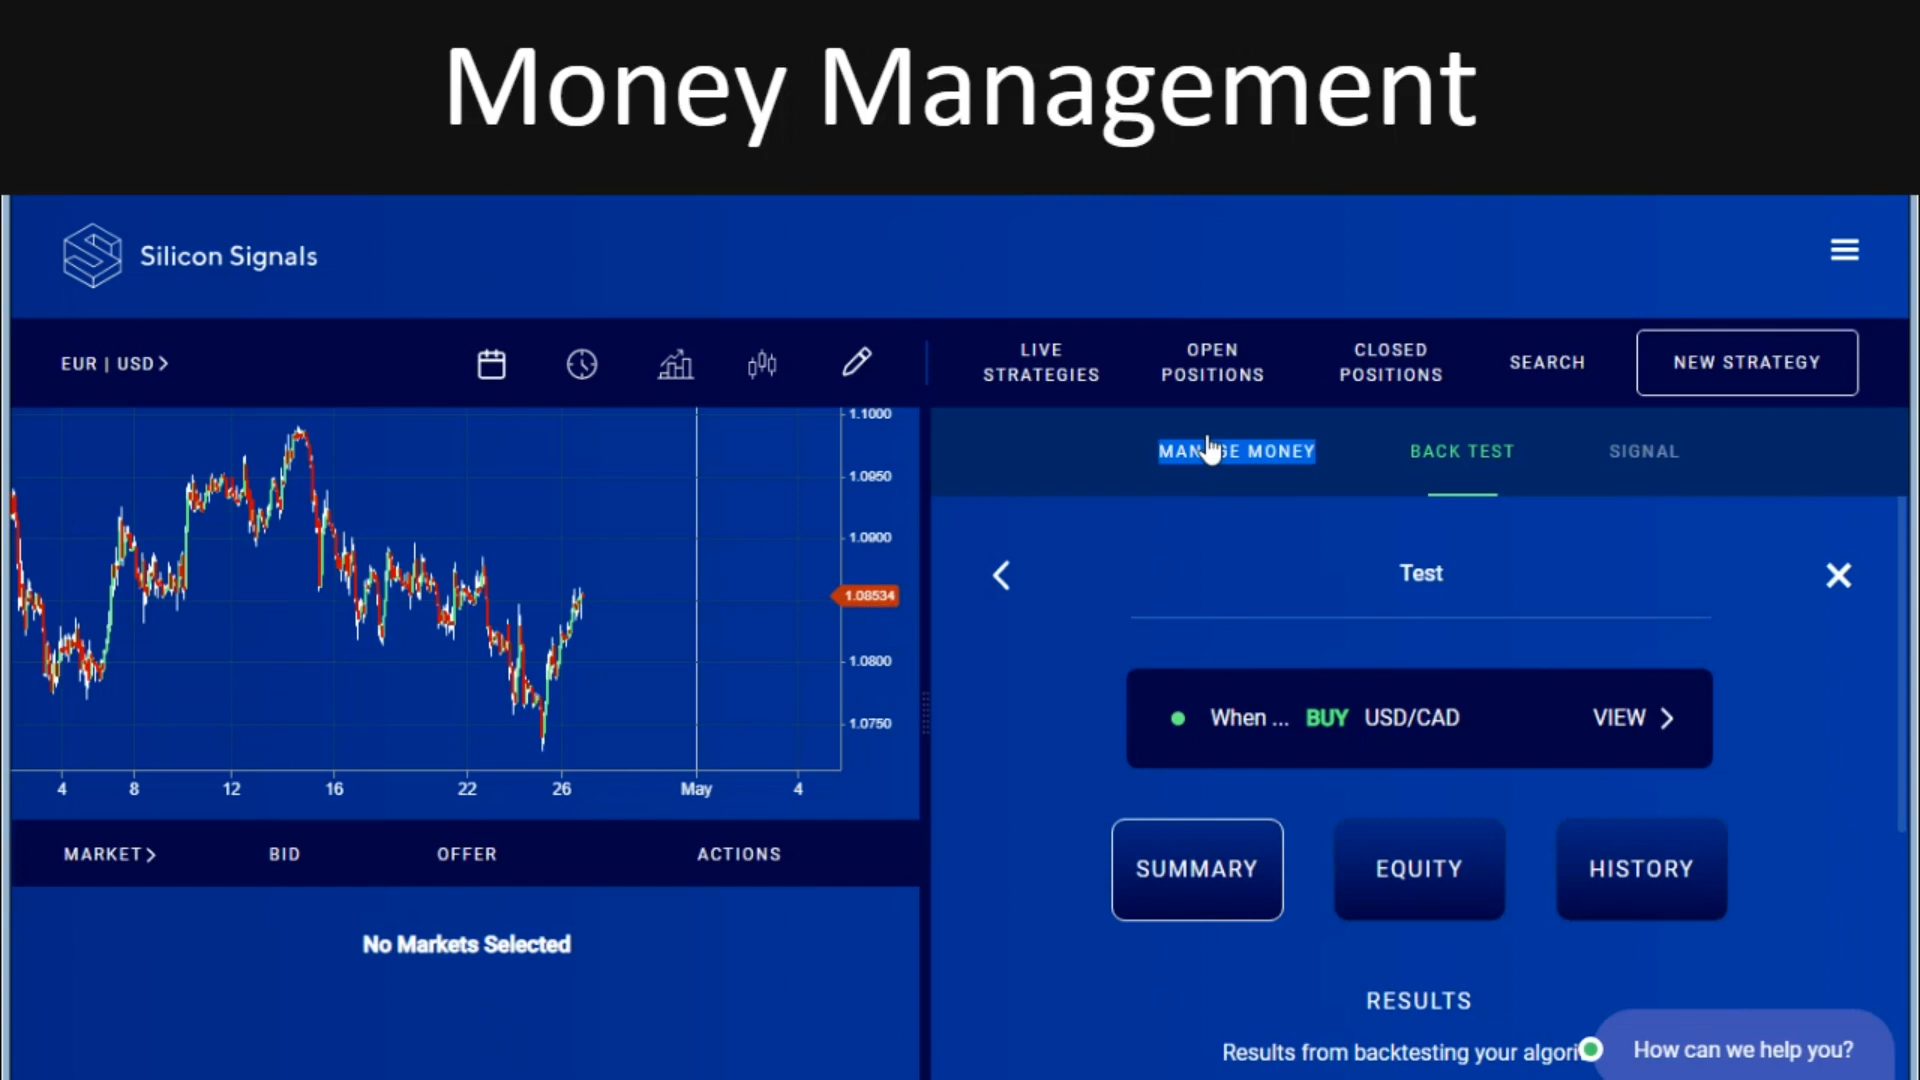 Money Management
Silicon Signals
EUR | USD
LIVE
STRATEGIES
OPEN
POSITIONS
CLOSED
POSITIONS
SEARCH
NEW STRATEGY
MANAGE MONEY
BACK TEST
SIGNAL
1.1000
1.0950
1.0900
1.08534
1.0800
1.0750
4 8 12 16 22 26 May 4
Test
When ... BUY USD/CAD VIEW
SUMMARY
EQUITY
HISTORY
MARKET BID OFFER ACTIONS
No Markets Selected
RESULTS
Results from backtesting your algori
How can we help you?